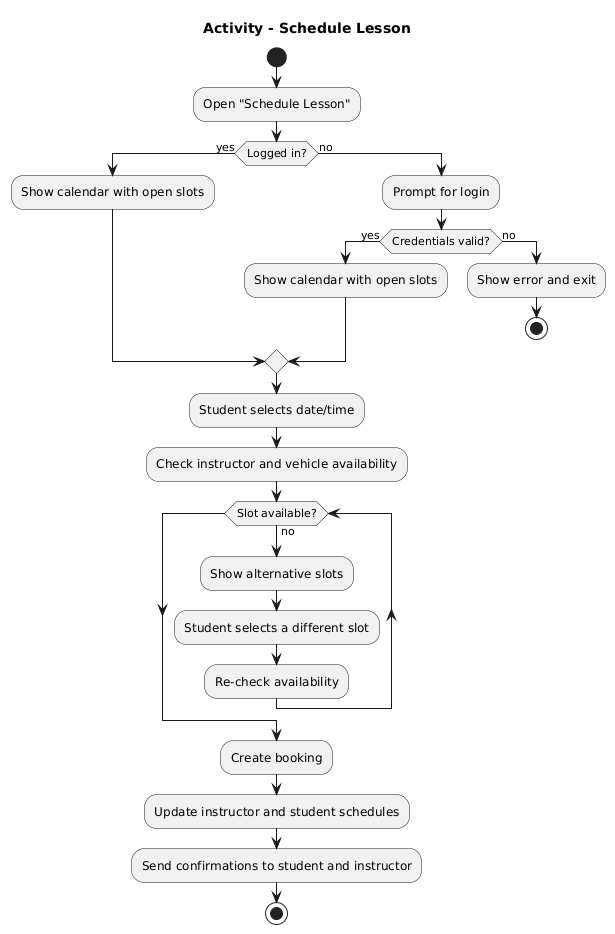 Activity - Schedule Lesson
Open "Schedule Lesson"
Logged in?
yes
no
Show calendar with open slots
Prompt for login
Credentials valid?
yes
no
Show calendar with open slots
Show error and exit
Student selects date/time
Check instructor and vehicle availability
Slot available?
no
Show alternative slots
Student selects a different slot
Re-check availability
Create booking
Update instructor and student schedules
Send confirmations to student and instructor